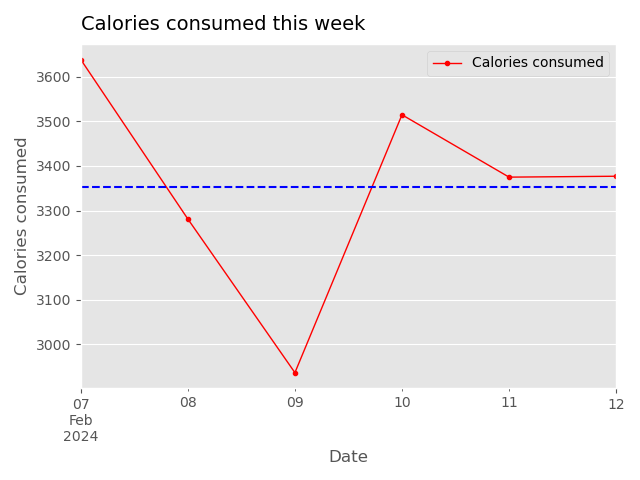 Calories consumed this week
Calories consumed
Calories consumed
3600
3500
3400
3300
3200
3100
3000
07
Feb
2024
08
09
10
11
12
Date